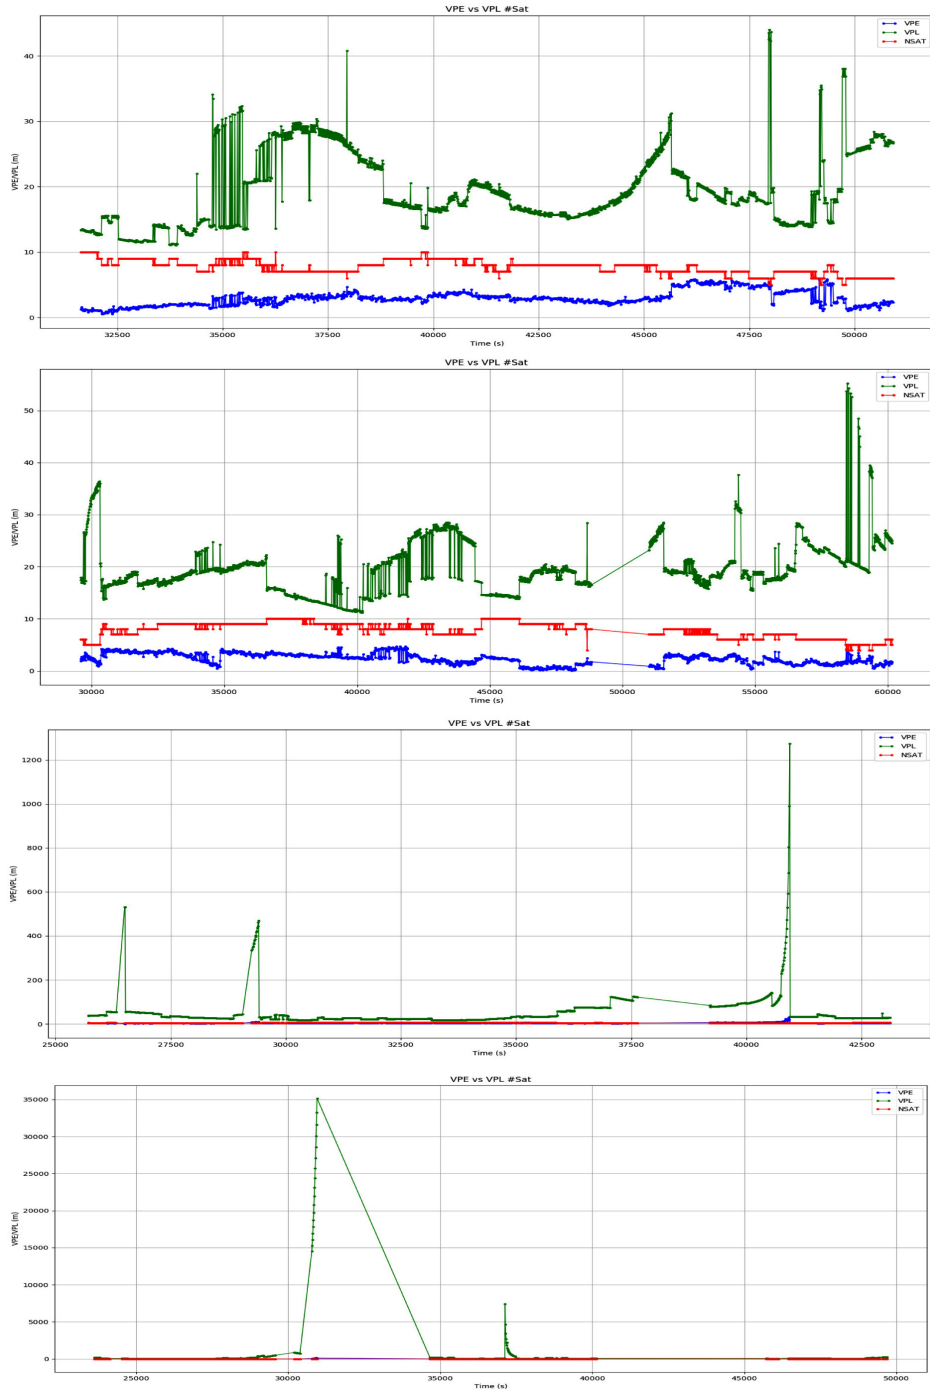 VPE vs VPL #Sat
VPE
VPL
NSAT
40
30
20
10
0
VPE/VPL (m)
32500 35000 37500 40000 42500 45000 47500 50000
Time (s)
VPE vs VPL #Sat
VPE
VPL
NSAT
50
40
30
20
10
0
VPE/VPL (m)
30000 35000 40000 45000 50000 55000 60000
Time (s)
VPE vs VPL #Sat
VPE
VPL
NSAT
1200
1000
800
600
400
200
0
VPE/VPL (m)
25000 27500 30000 32500 35000 37500 40000 42500
Time (s)
VPE vs VPL #Sat
VPE
VPL
NSAT
35000
30000
25000
20000
15000
10000
5000
0
VPE/VPL (m)
25000 30000 35000 40000 45000 50000
Time (s)